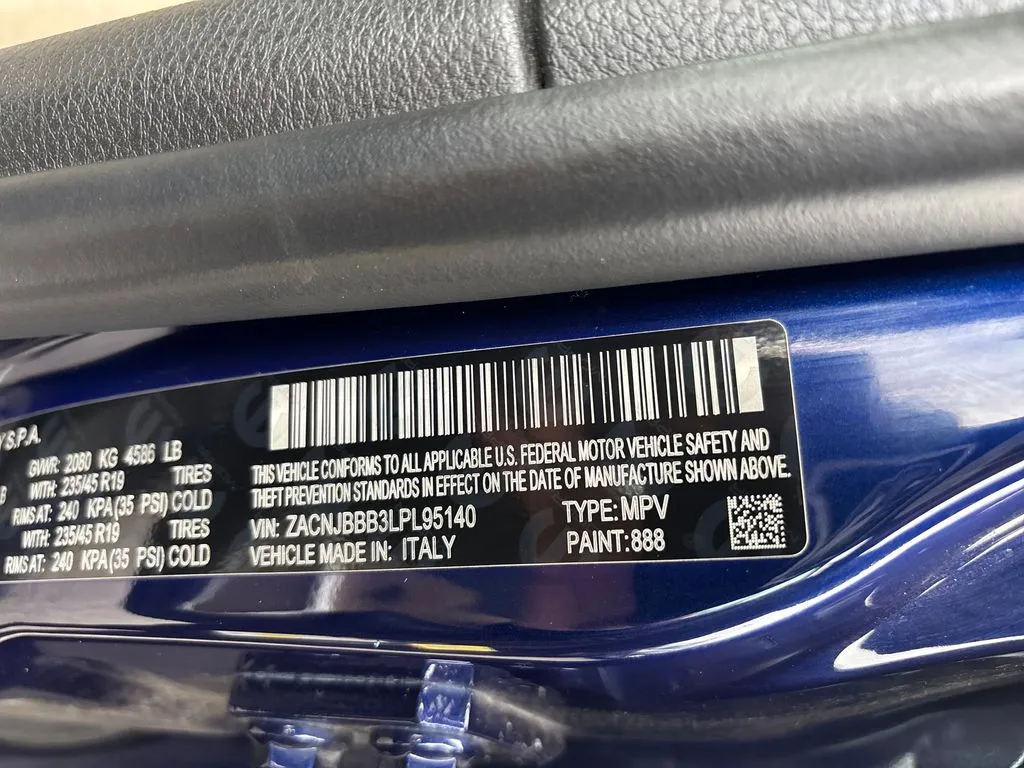 Y S.P.A.
GVWR: 2080 KG 4586 LB
B
WITH: 235/45 R19 TIRES
RIMS AT: 240 KPA(35 PSI) COLD
WITH: 235/45 R19 TIRES
RIMS AT: 240 KPA(35 PSI) COLD
THIS VEHICLE CONFORMS TO ALL APPLICABLE U.S. FEDERAL MOTOR VEHICLE SAFETY AND
THEFT PREVENTION STANDARDS IN EFFECT ON THE DATE OF MANUFACTURE SHOWN ABOVE.
VIN: ZACNJBBB3LPL95140 TYPE: MPV
VEHICLE MADE IN: ITALY PAINT:888